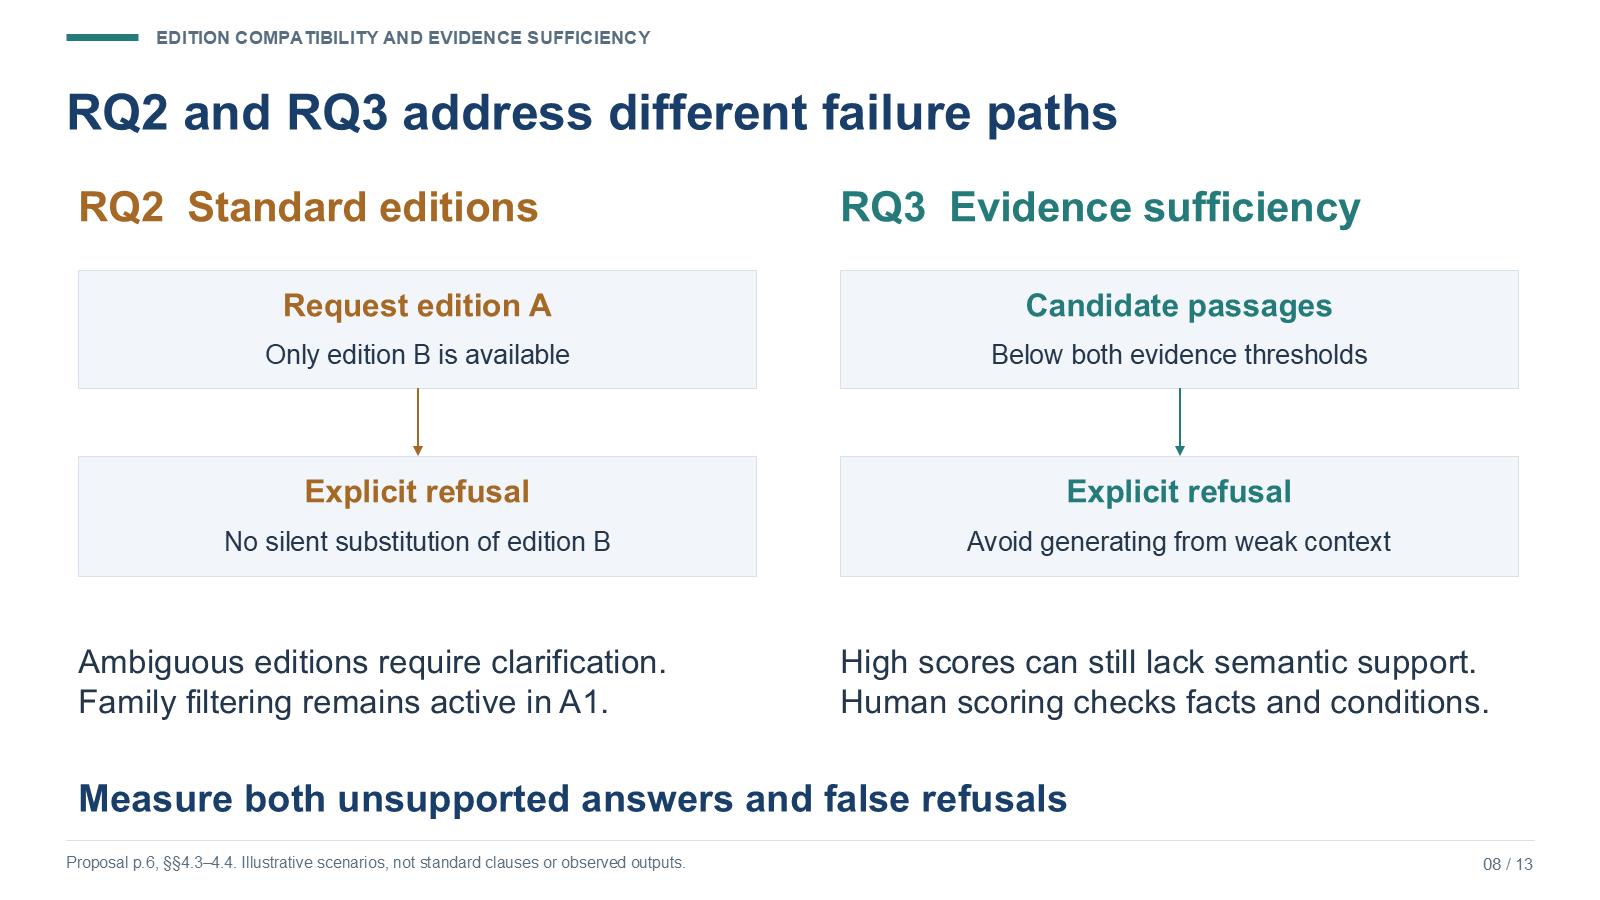 EDITION COMPATIBILITY AND EVIDENCE SUFFICIENCY
RQ2 and RQ3 address different failure paths
RQ2 Standard editions
Request edition A
Only edition B is available
Explicit refusal
No silent substitution of edition B
Ambiguous editions require clarification.
Family filtering remains active in A1.
RQ3 Evidence sufficiency
Candidate passages
Below both evidence thresholds
Explicit refusal
Avoid generating from weak context
High scores can still lack semantic support.
Human scoring checks facts and conditions.
Measure both unsupported answers and false refusals
Proposal p.6, §§4.3–4.4. Illustrative scenarios, not standard clauses or observed outputs.
08 / 13